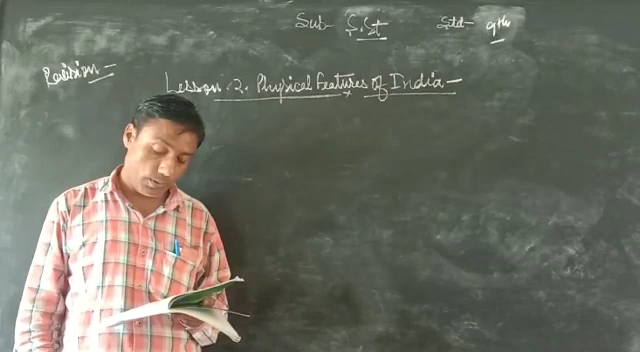 Sub- S.St Std- 9th
Revision-
Lesson. 2. Physical Features of India-